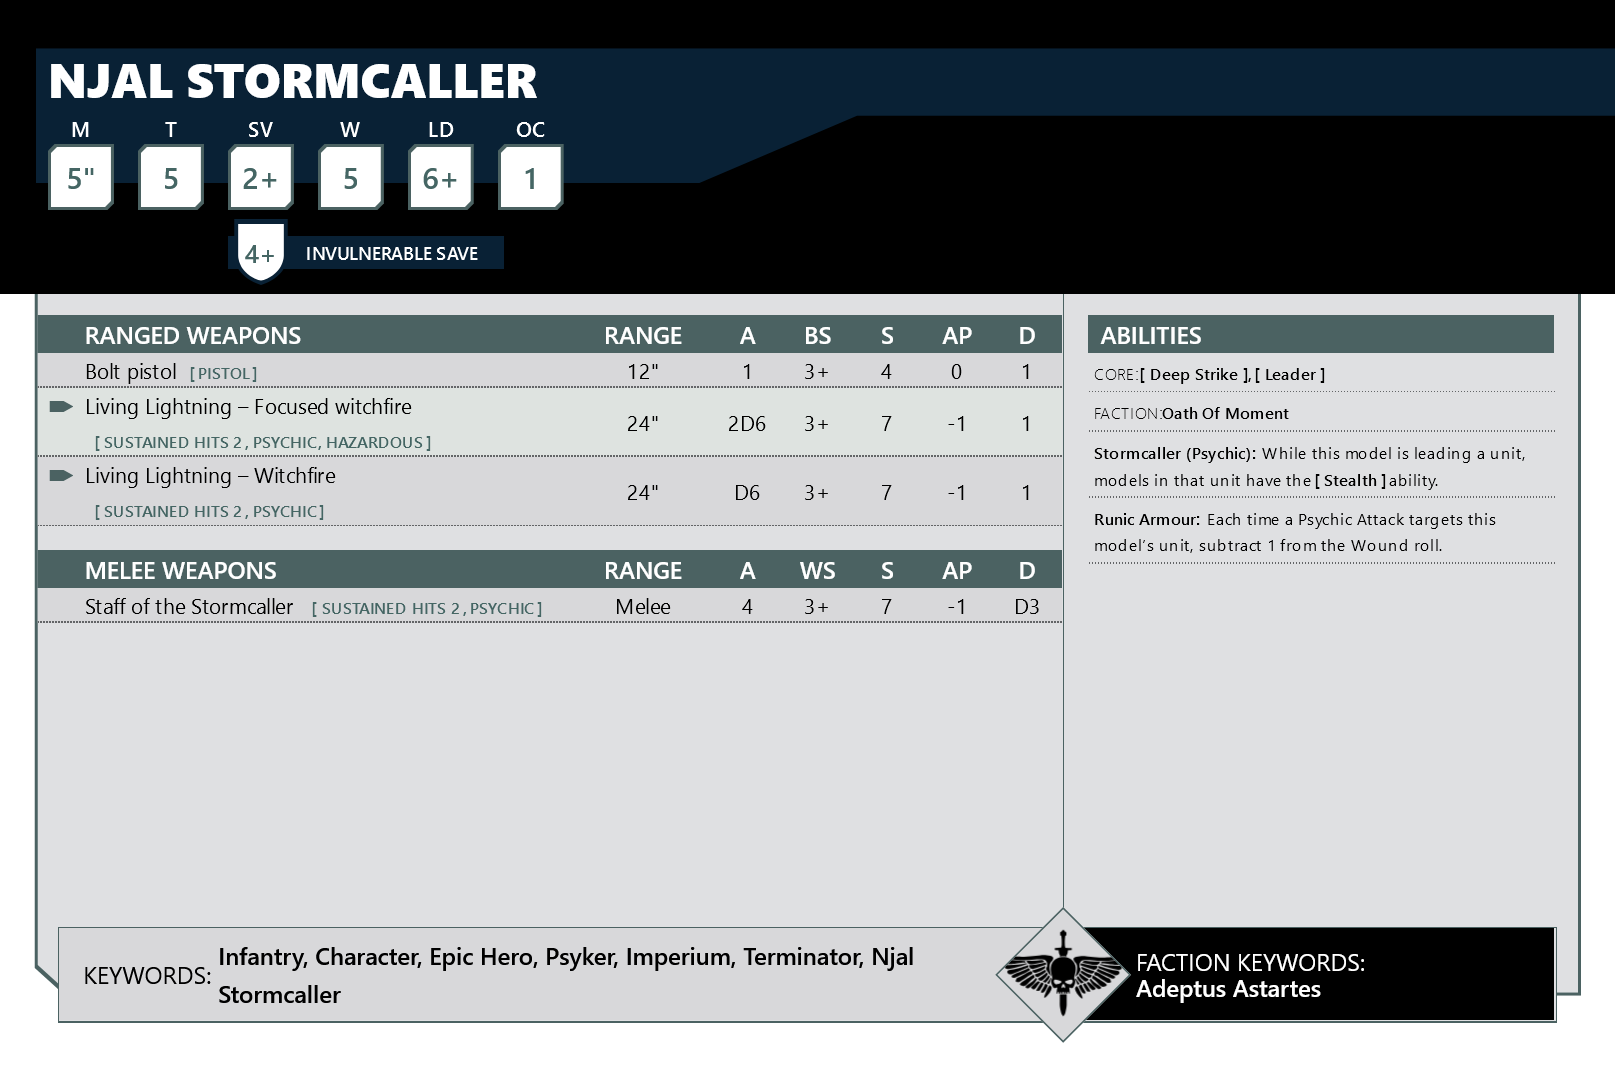 NJAL STORMCALLER
M T SV W LD OC
5" 5 2+ 5 6+ 1
4+ INVULNERABLE SAVE
RANGED WEAPONS RANGE A BS S AP D
Bolt pistol [ PISTOL ] 12" 1 3+ 4 0 1
Living Lightning – Focused witchfire
24" 2D6 3+ 7 -1 1
[ SUSTAINED HITS 2 , PSYCHIC, HAZARDOUS ]
Living Lightning – Witchfire
24" D6 3+ 7 -1 1
[ SUSTAINED HITS 2 , PSYCHIC ]
MELEE WEAPONS RANGE A WS S AP D
Staff of the Stormcaller [ SUSTAINED HITS 2 , PSYCHIC ] Melee 4 3+ 7 -1 D3
ABILITIES
CORE:[ Deep Strike ],[ Leader ]
FACTION:Oath Of Moment
Stormcaller (Psychic): While this model is leading a unit,
models in that unit have the [ Stealth ] ability.
Runic Armour: Each time a Psychic Attack targets this
model’s unit, subtract 1 from the Wound roll.
KEYWORDS: Infantry, Character, Epic Hero, Psyker, Imperium, Terminator, Njal
Stormcaller
FACTION KEYWORDS:
Adeptus Astartes